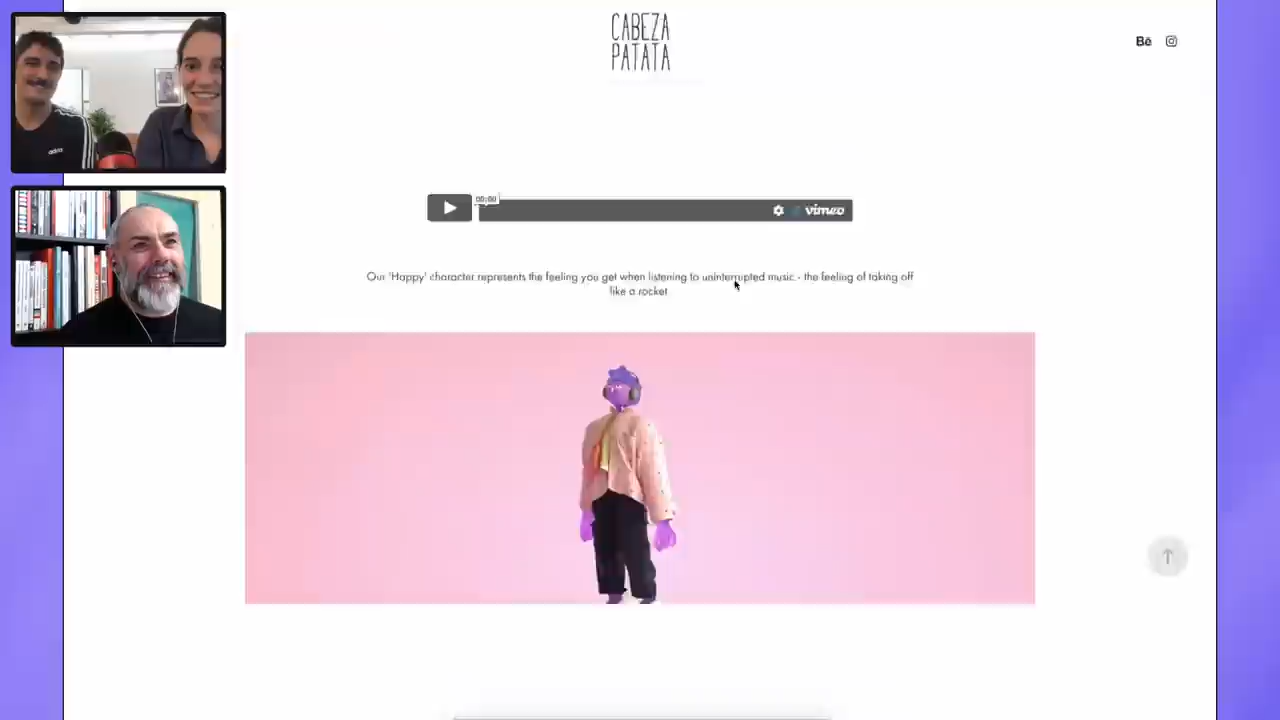 CABEZA
PATATA
Bē
00:00
vimeo
Our 'Happy' character represents the feeling you get when listening to uninterrupted music - the feeling of taking off
like a rocket
adidas